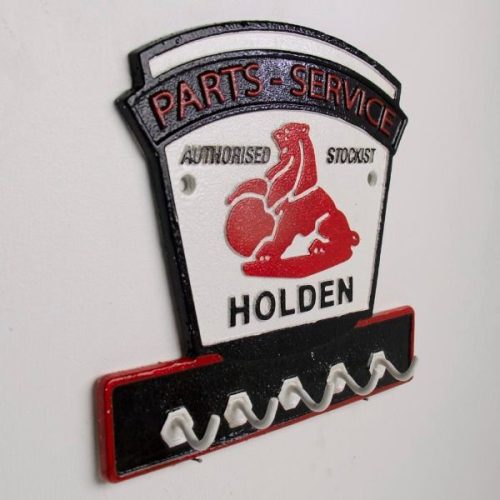 PARTS - SERVICE
AUTHORISED STOCKIST
HOLDEN